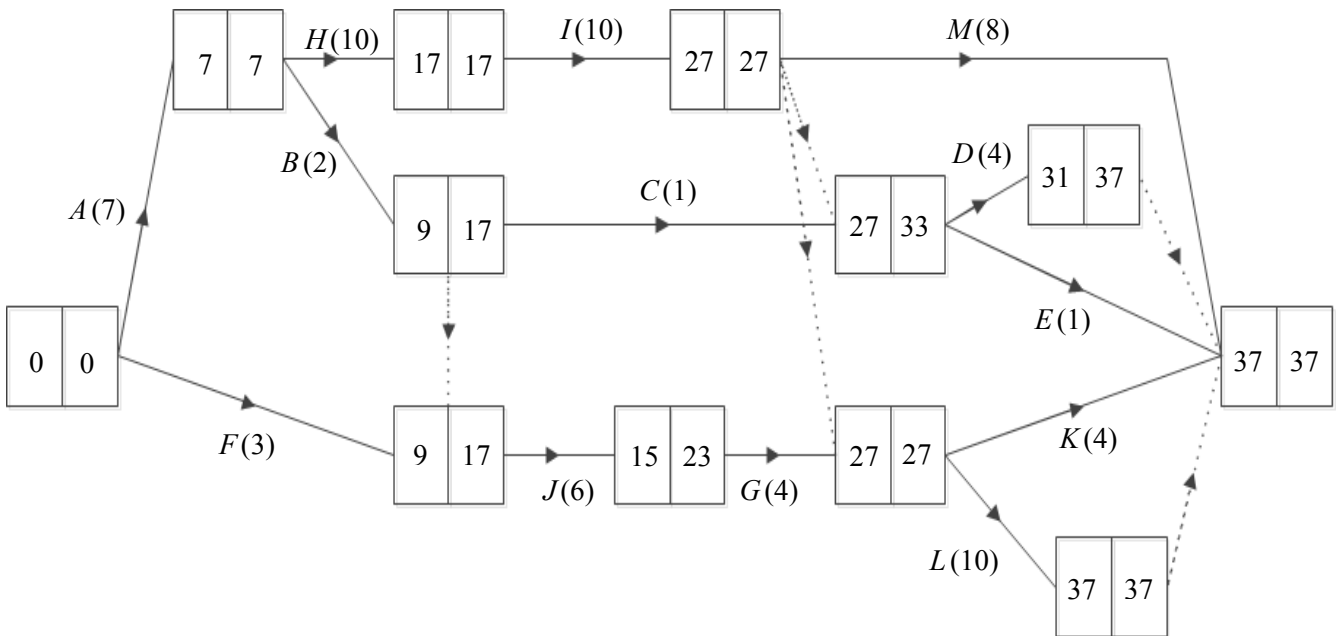 H(10)
I(10)
M(8)
7 7
17 17
27 27
D(4)
B(2)
C(1)
31 37
A(7)
9 17
27 33
E(1)
0 0
37 37
F(3)
K(4)
9 17
15 23
27 27
J(6)
G(4)
L(10)
37 37